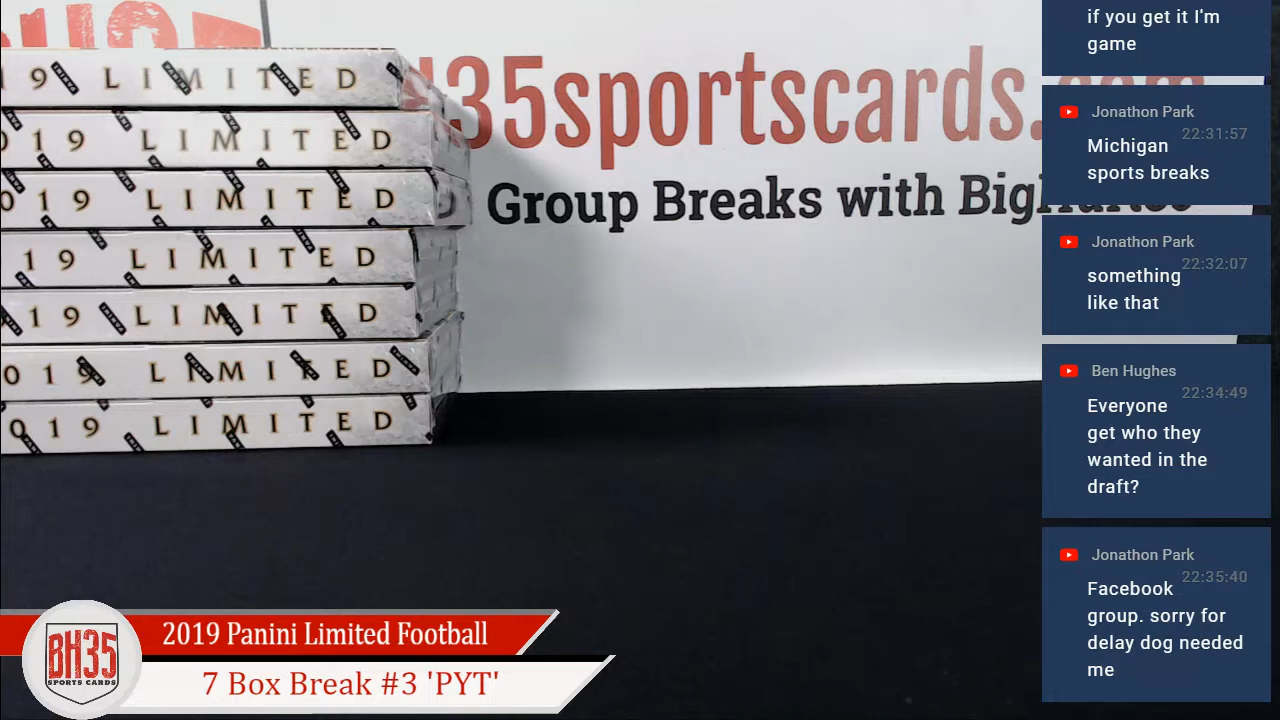 19 LIMITED
019 LIMITED
019 LIMITED
19 LIMITED
19 LIMITED
019 LIMITED
019 LIMITED
H35sportscards.com
Group Breaks with BigHurt35
if you get it I'm
game
Jonathon Park
22:31:57
Michigan
sports breaks
Jonathon Park
22:32:07
something
like that
Ben Hughes
22:34:49
Everyone
get who they
wanted in the
draft?
Jonathon Park
22:35:40
Facebook
group. sorry for
delay dog needed
me
BH35
SPORTS CARDS
2019 Panini Limited Football
7 Box Break #3 'PYT'